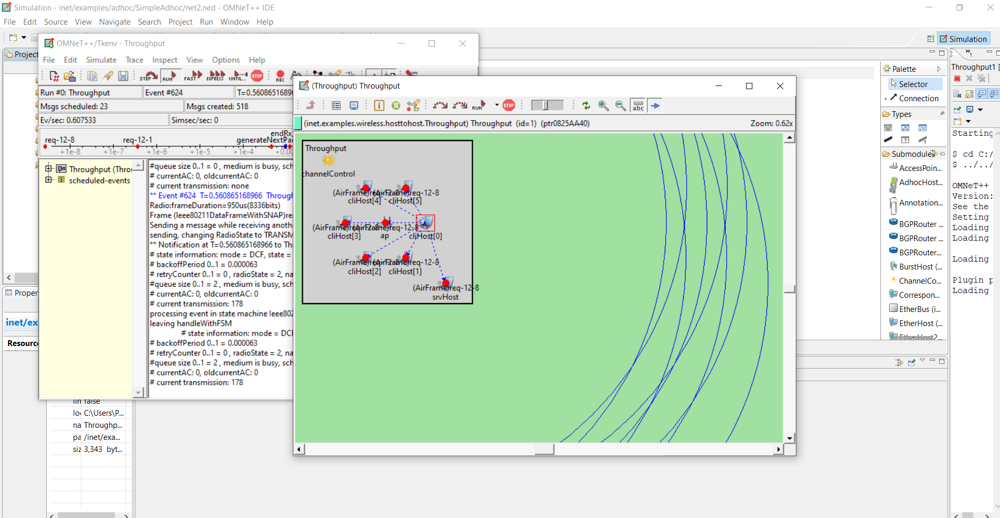 Simulation - inet/examples/adhoc/SimpleAdhoc/net2.ned - OMNeT++ IDE
File Edit Source View Navigate Search Project Run Window Help
Simulation
Project
OMNeT++/Tkenv - Throughput
File Edit Simulate Trace Inspect View Options Help
STEP RUN FAST EXPRESS UNTIL... STOP REC
Run #0: Throughput
Event #624
T=0.5608651689
Msgs scheduled: 23
Msgs created: 518
Ev/sec: 0.607533
Simsec/sec: 0
endRx
req-12-8 req-12-1 generateNextPac
+1e-8 +1e-7 +1e-6 +1e-5 +1e-4 +0.00
Throughput (Throu
scheduled-events
#queue size 0..1 = 0 , medium is busy, sch
# currentAC: 0, oldcurrentAC: 0
# current transmission: none
** Event #624 T=0.560865168966 Through
Radio:frameDuration=950us(8336bits)
Frame (Ieee80211DataFrameWithSNAP)re
Sending a message while receiving anoth
sending, changing RadioState to TRANSM
** Notification at T=0.560865168966 to Th
# state information: mode = DCF, state =
# backoffPeriod 0..1 = 0.000063
# retryCounter 0..1 = 0 , radioState = 2, na
#queue size 0..1 = 2 , medium is busy, sch
# currentAC: 0, oldcurrentAC: 0
# current transmission: 178
processing event in state machine Ieee802
leaving handleWithFSM
# state information: mode = DCF
# backoffPeriod 0..1 = 0.000063
# retryCounter 0..1 = 0 , radioState = 2, na
#queue size 0..1 = 2 , medium is busy, sch
# currentAC: 0, oldcurrentAC: 0
# current transmission: 178
(Throughput) Throughput
RUN STOP abc
(inet.examples.wireless.hosttohost.Throughput) Throughput (id=1) (ptr0825AA40)
Zoom: 0.62x
Throughput
channelControl
(AirFrame)req-12-8
cliHost[4] cliHost[5]
(AirFrame)req-12-8
cliHost[3] ap cliHost[0]
(AirFrame)req-12-8
cliHost[2] cliHost[1]
(AirFrame)req-12-8
srvHost
Proper
inet/ex
Resourc
lin false
loc C:\Users\P...
na Throughp...
pa /inet/exa...
siz 3,343 byt...
Palette
Selector
Connection
Types
Submodules
AccessPoin...
AdhocHost...
Annotation...
BGPRouter ...
BGPRouter ...
BGPRouter...
BurstHost (...
ChannelCo...
Correspon...
EtherBus (i...
EtherHost (...
EtherHost2...
Throughput1 [
Starting
$ cd C:/
$ ../../
OMNeT++
Version:
See the
Setting
Loading
Loading
Loading
Plugin p
Loading